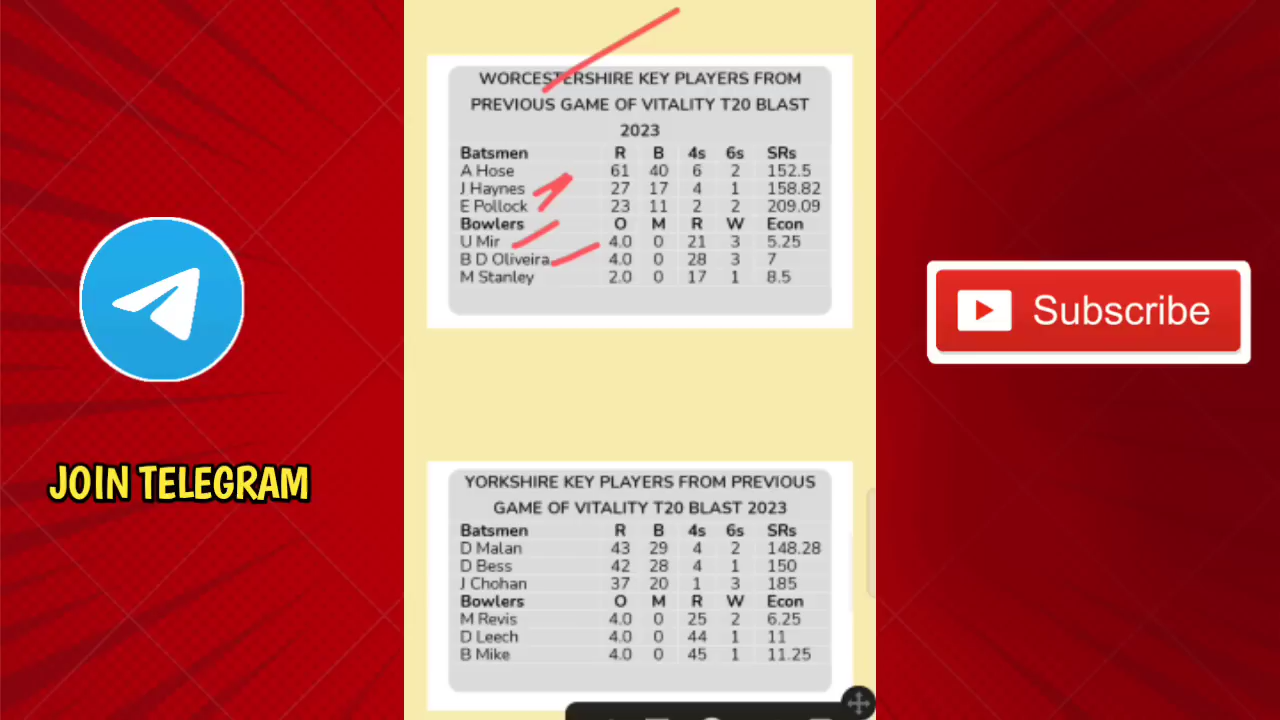 WORCESTERSHIRE KEY PLAYERS FROM
PREVIOUS GAME OF VITALITY T20 BLAST
2023
Batsmen R B 4s 6s SRs
A Hose 61 40 6 2 152.5
J Haynes 27 17 4 1 158.82
E Pollock 23 11 2 2 209.09
Bowlers O M R W Econ
U Mir 4.0 0 21 3 5.25
B D Oliveira 4.0 0 28 3 7
M Stanley 2.0 0 17 1 8.5
JOIN TELEGRAM
Subscribe
YORKSHIRE KEY PLAYERS FROM PREVIOUS
GAME OF VITALITY T20 BLAST 2023
Batsmen R B 4s 6s SRs
D Malan 43 29 4 2 148.28
D Bess 42 28 4 1 150
J Chohan 37 20 1 3 185
Bowlers O M R W Econ
M Revis 4.0 0 25 2 6.25
D Leech 4.0 0 44 1 11
B Mike 4.0 0 45 1 11.25